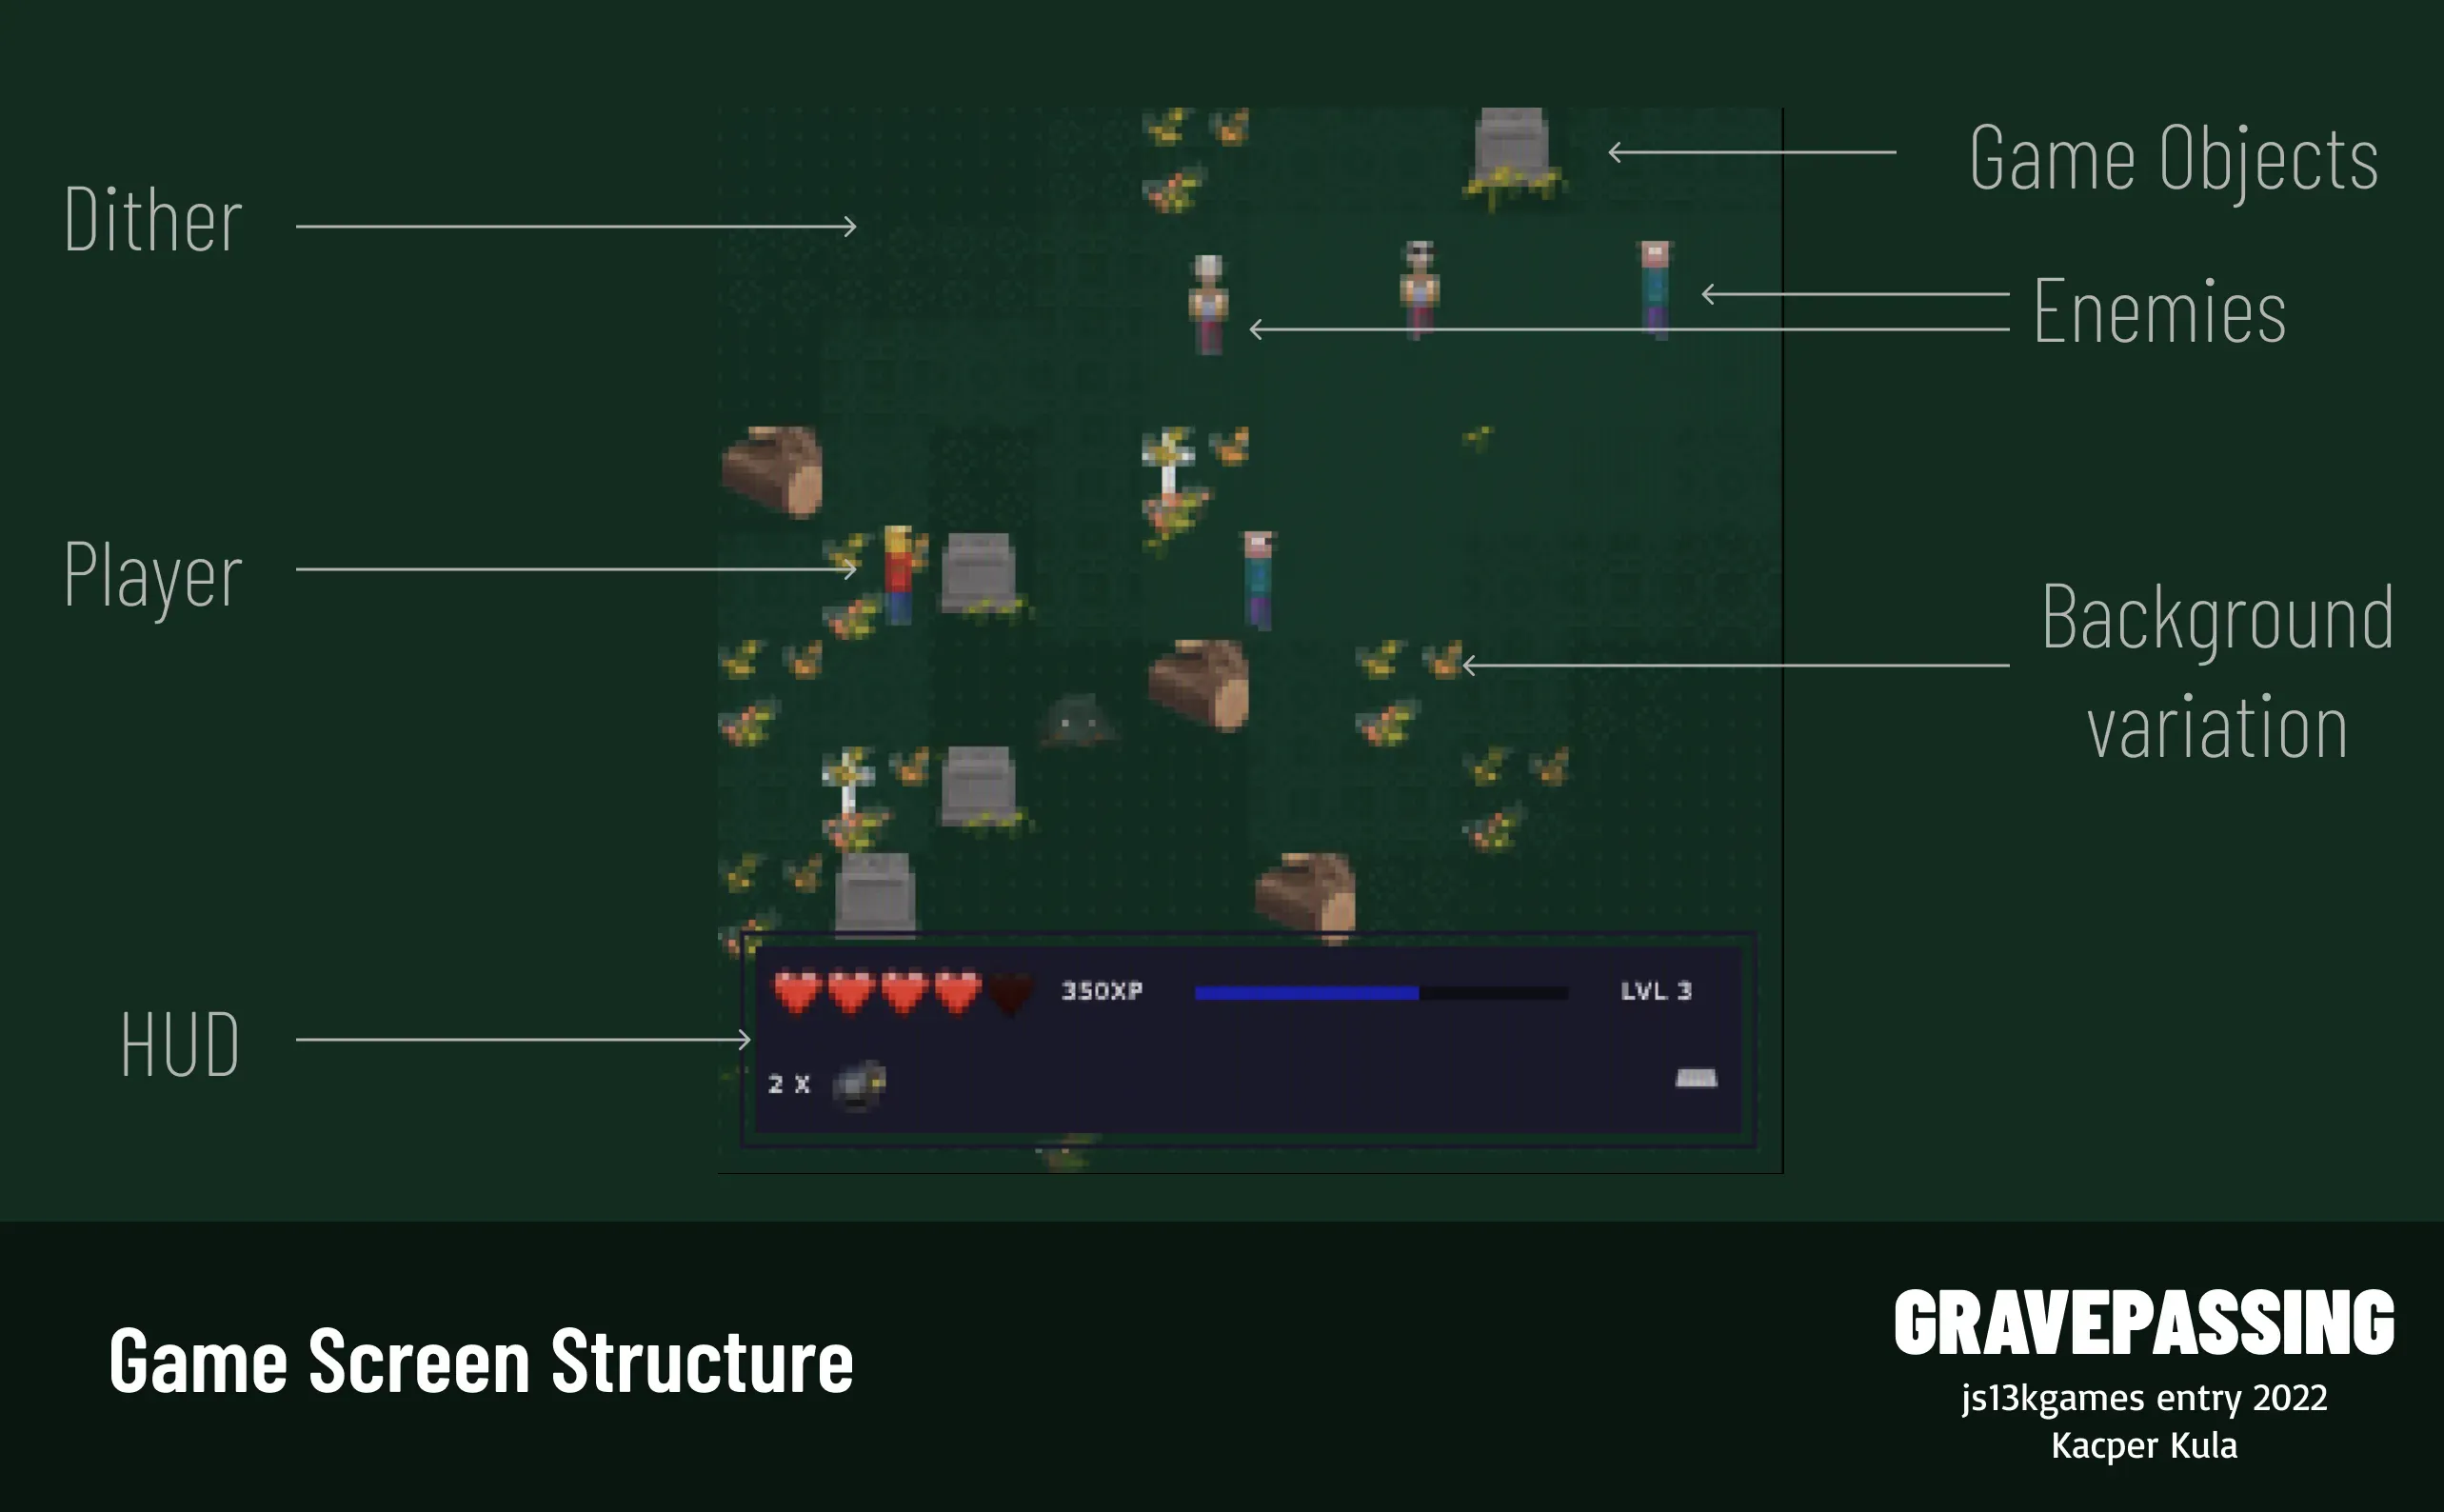 Game Objects
Dither
Enemies
Player
Background
variation
350XP
LVL 3
HUD
2 X
Game Screen Structure
GRAVEPASSING
js13kgames entry 2022
Kacper Kula